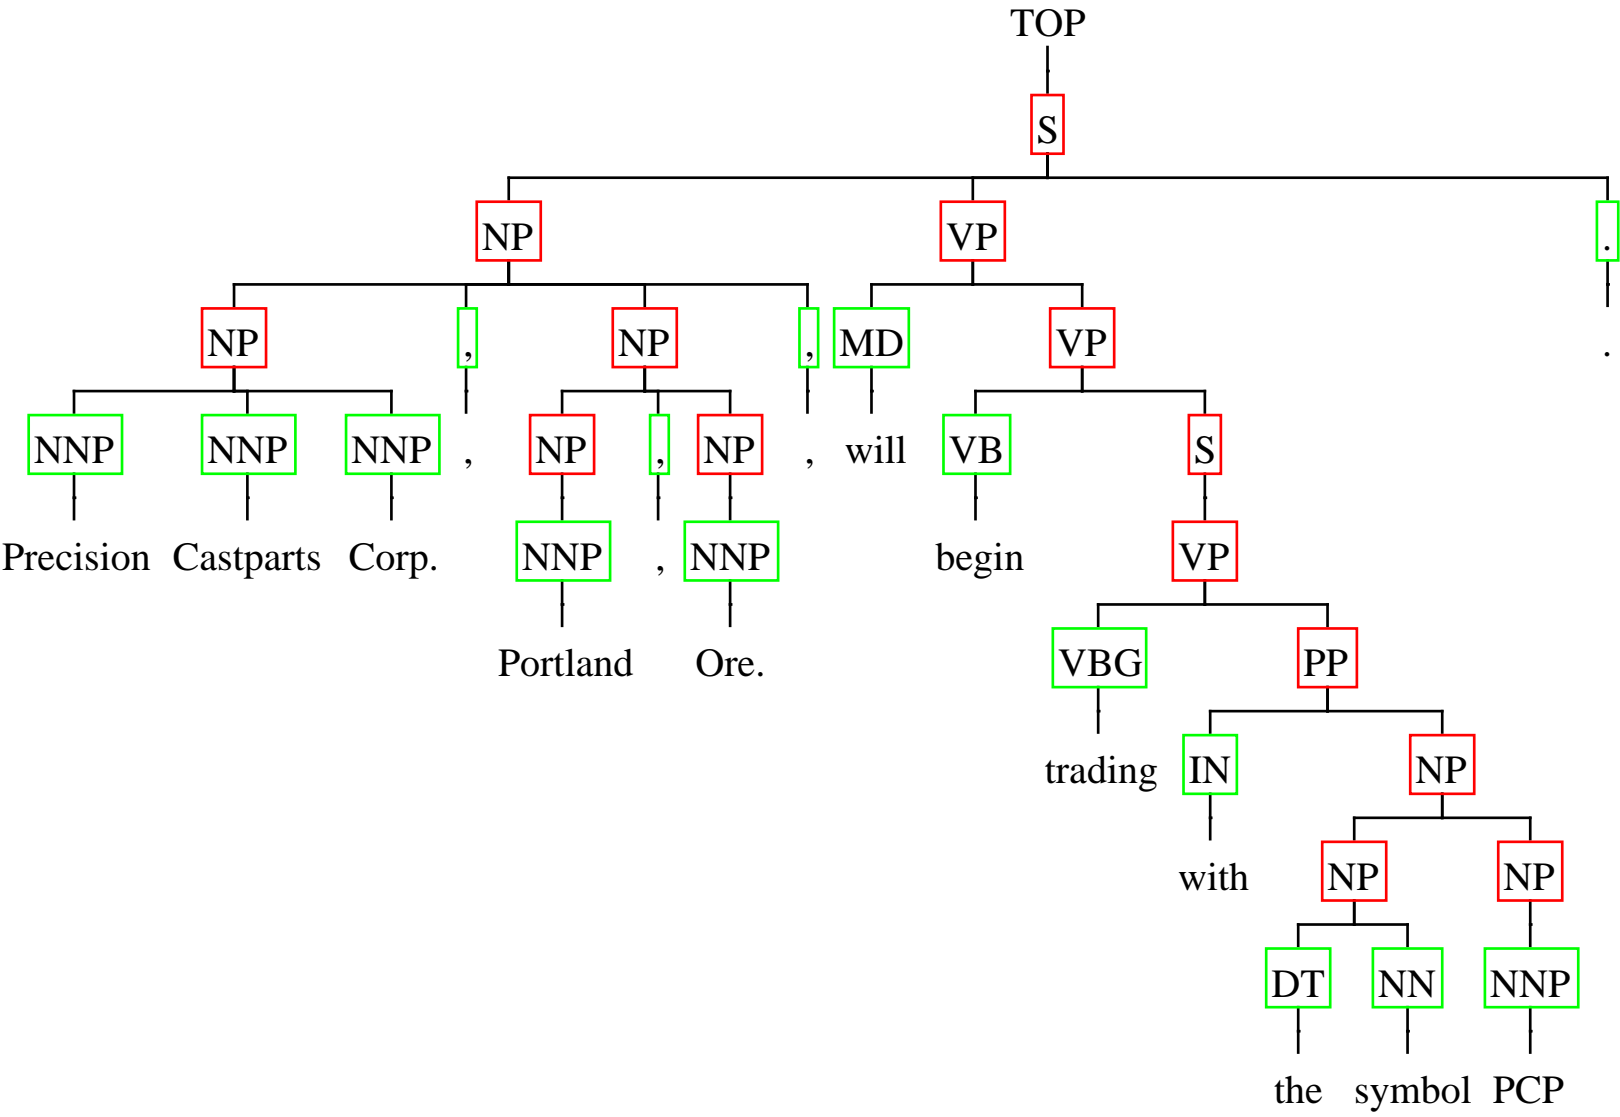 TOP
S
NP VP .
NP , NP , MD VP .
NNP NNP NNP , NP , NP , will VB S
Precision Castparts Corp. NNP , NNP begin VP
Portland Ore. VBG PP
trading IN NP
with NP NP
DT NN NNP
the symbol PCP